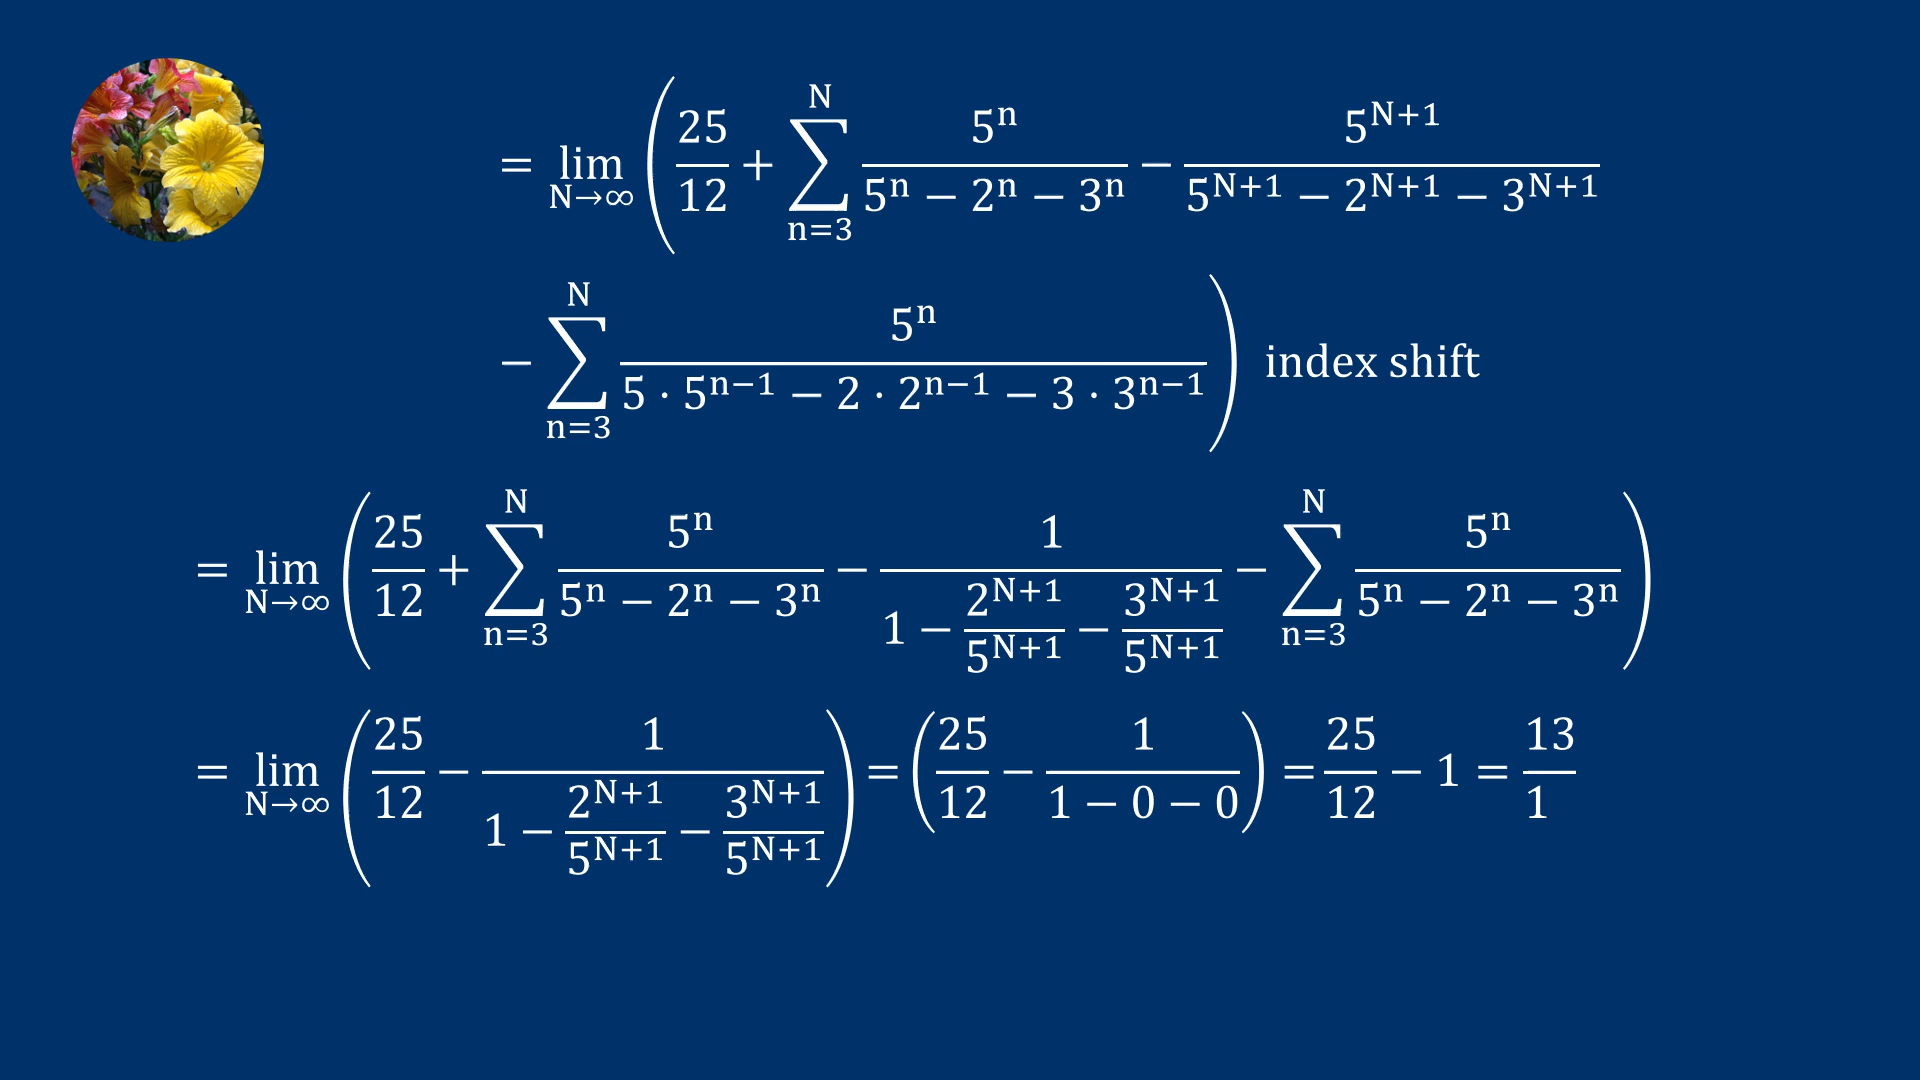 = lim_{N→∞} ( 25/12 + ∑_{n=3}^{N} 5^n/(5^n − 2^n − 3^n) − 5^{N+1}/(5^{N+1} − 2^{N+1} − 3^{N+1})
− ∑_{n=3}^{N} 5^n/(5 · 5^{n−1} − 2 · 2^{n−1} − 3 · 3^{n−1}) ) index shift
= lim_{N→∞} ( 25/12 + ∑_{n=3}^{N} 5^n/(5^n − 2^n − 3^n) − 1/(1 − 2^{N+1}/5^{N+1} − 3^{N+1}/5^{N+1}) − ∑_{n=3}^{N} 5^n/(5^n − 2^n − 3^n) )
= lim_{N→∞} ( 25/12 − 1/(1 − 2^{N+1}/5^{N+1} − 3^{N+1}/5^{N+1}) ) = ( 25/12 − 1/(1 − 0 − 0) ) = 25/12 − 1 = 13/1